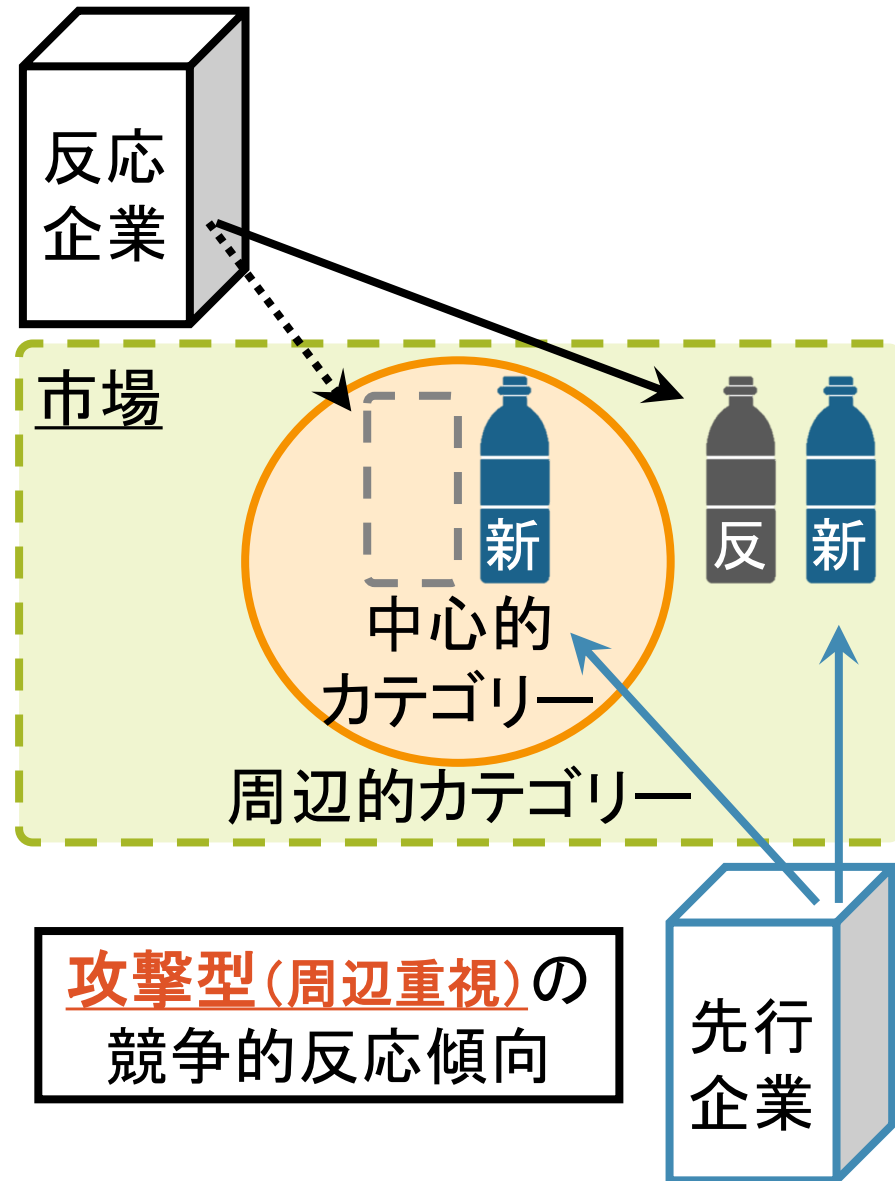 反応
企業
市場
新
反
新
中心的
カテゴリー
周辺的カテゴリー
攻撃型(周辺重視)の
競争的反応傾向
先行
企業